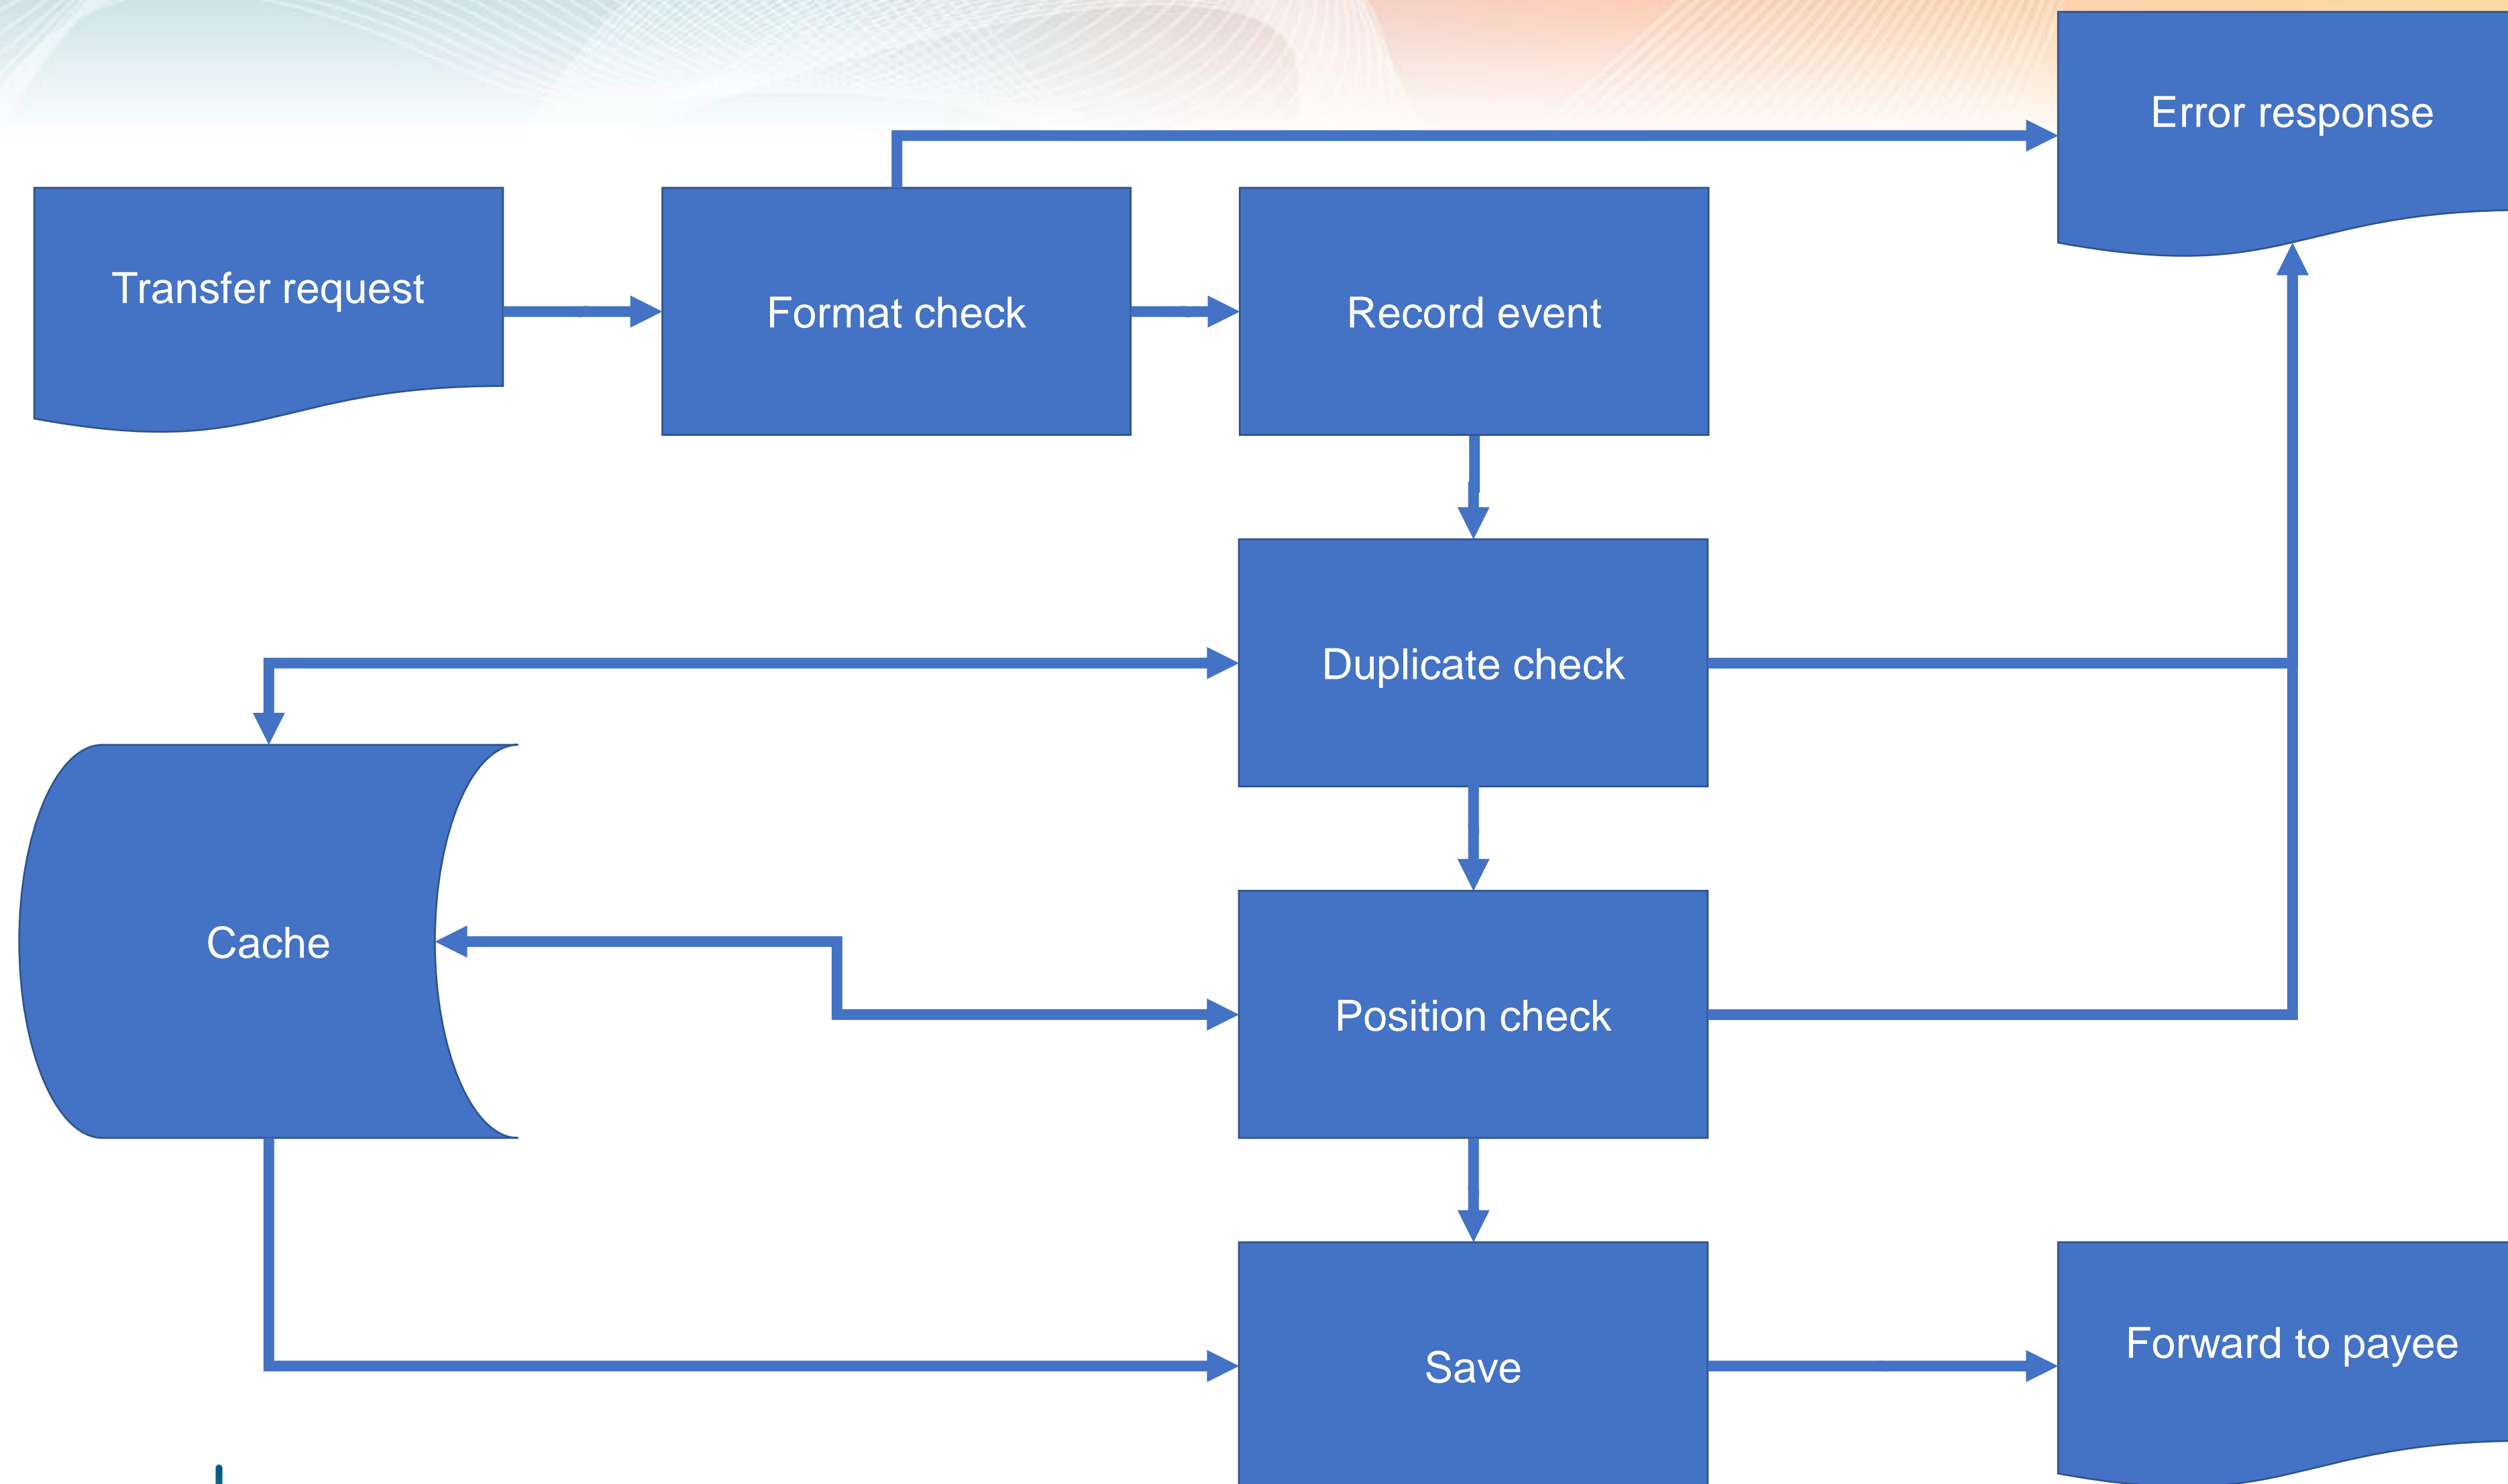 Error response
Transfer request
Format check
Record event
Duplicate check
Cache
Position check
Forward to payee
Save